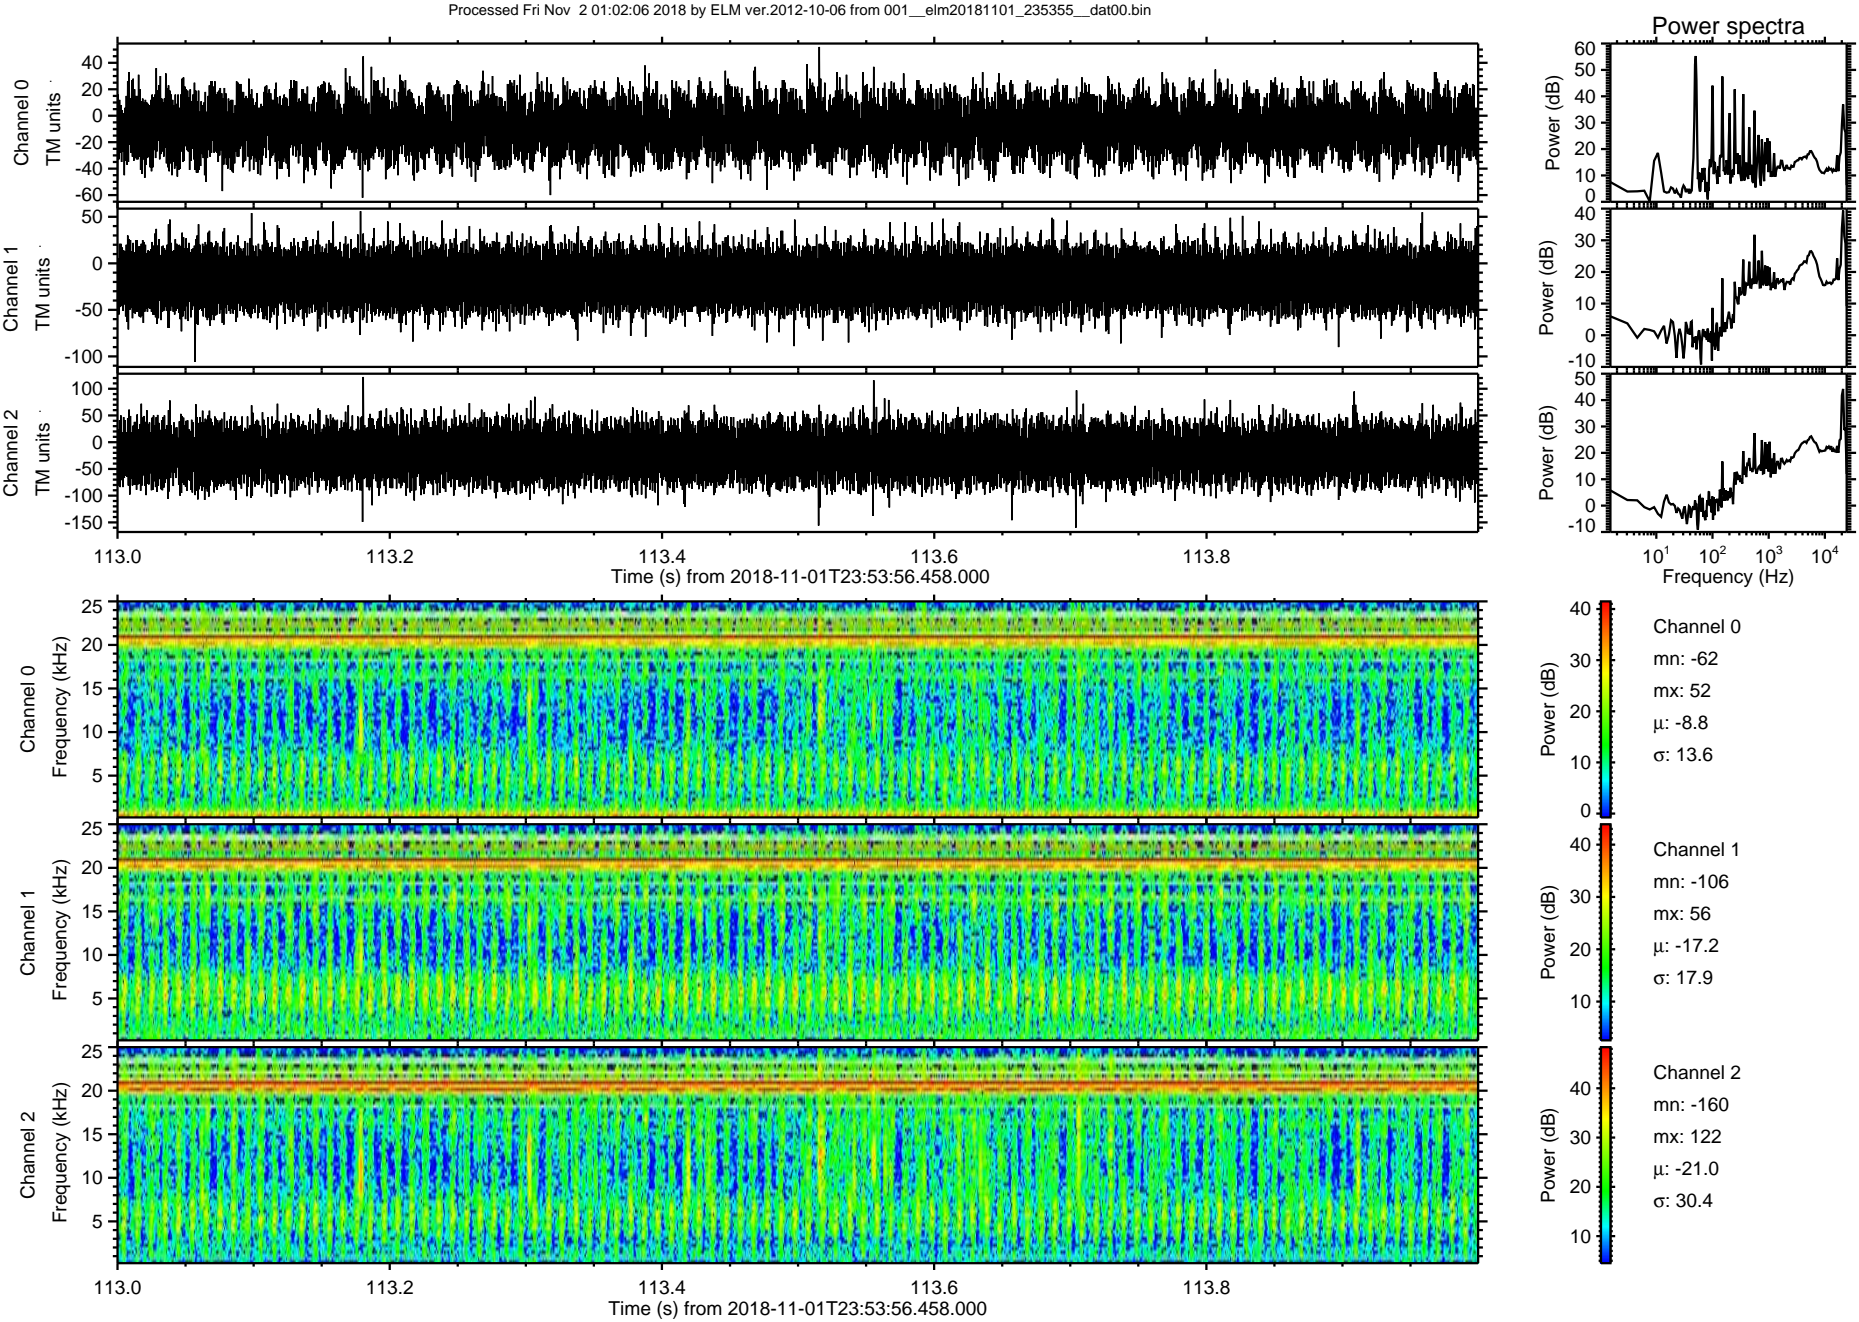 Processed Fri Nov  2 01:02:06 2018 by ELM ver.2012-10-06 from 001__elm20181101_235355__dat00.bin
Power spectra
Channel 0
TM units
40
20
0
-20
-40
-60
Power (dB)
60
50
40
30
20
10
0
Channel 1
TM units
50
0
-50
-100
Power (dB)
40
30
20
10
0
-10
Channel 2
TM units
100
50
0
-50
-100
-150
Power (dB)
50
40
30
20
10
0
-10
113.0 113.2 113.4 113.6 113.8
Time (s) from 2018-11-01T23:53:56.458.000
10¹ 10² 10³ 10⁴
Frequency (Hz)
Channel 0
Frequency (kHz)
25
20
15
10
5
Power (dB)
40
30
20
10
0
Channel 0
mn: -62
mx: 52
μ: -8.8
σ: 13.6
Channel 1
Frequency (kHz)
25
20
15
10
5
Power (dB)
40
30
20
10
Channel 1
mn: -106
mx: 56
μ: -17.2
σ: 17.9
Channel 2
Frequency (kHz)
25
20
15
10
5
Power (dB)
40
30
20
10
Channel 2
mn: -160
mx: 122
μ: -21.0
σ: 30.4
113.0 113.2 113.4 113.6 113.8
Time (s) from 2018-11-01T23:53:56.458.000